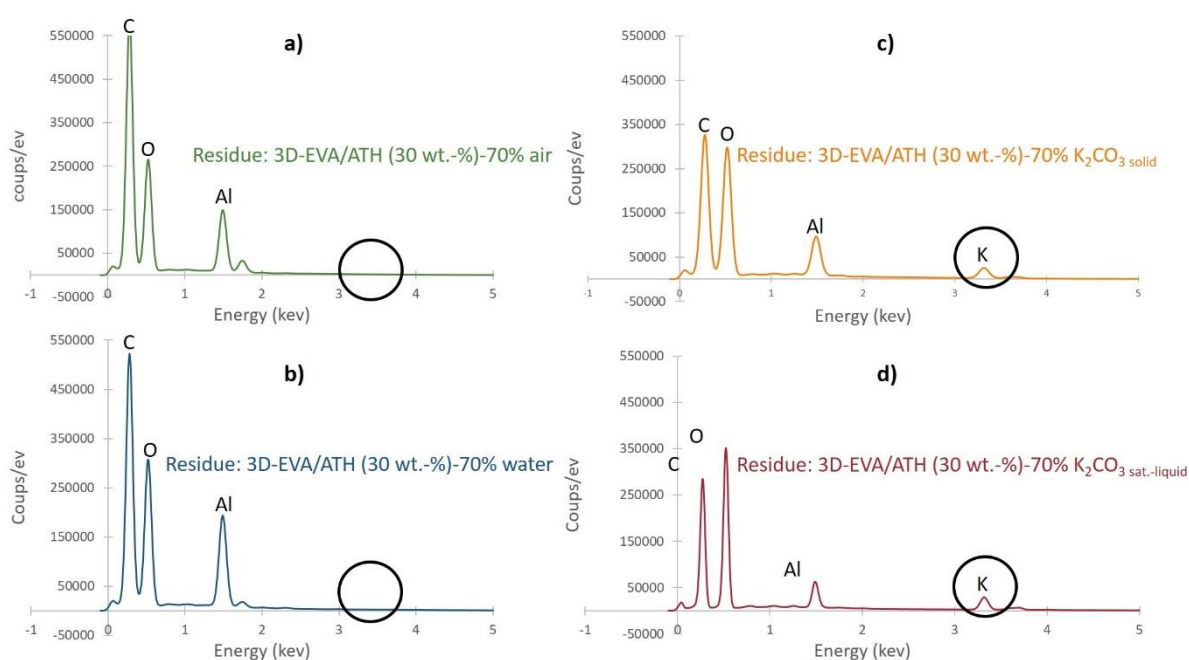 a)
550000
450000
350000
250000
150000
50000
-50000
-1
0
1
2
3
4
5
coups/ev
Energy (kev)
C
O
Al
Residue: 3D-EVA/ATH (30 wt.-%)-70% air
b)
550000
450000
350000
250000
150000
50000
-50000
-1
0
1
2
3
4
5
Coups/ev
Energy (kev)
C
O
Al
Residue: 3D-EVA/ATH (30 wt.-%)-70% water
c)
550000
450000
350000
250000
150000
50000
-50000
-1
0
1
2
3
4
5
Coups/ev
Energy (kev)
C
O
Al
K
Residue: 3D-EVA/ATH (30 wt.-%)-70% K₂CO₃ solid
d)
550000
450000
350000
250000
150000
50000
-50000
-1
0
1
2
3
4
5
Coups/ev
Energy (kev)
C
O
Al
K
Residue: 3D-EVA/ATH (30 wt.-%)-70% K₂CO₃ sat.-liquid